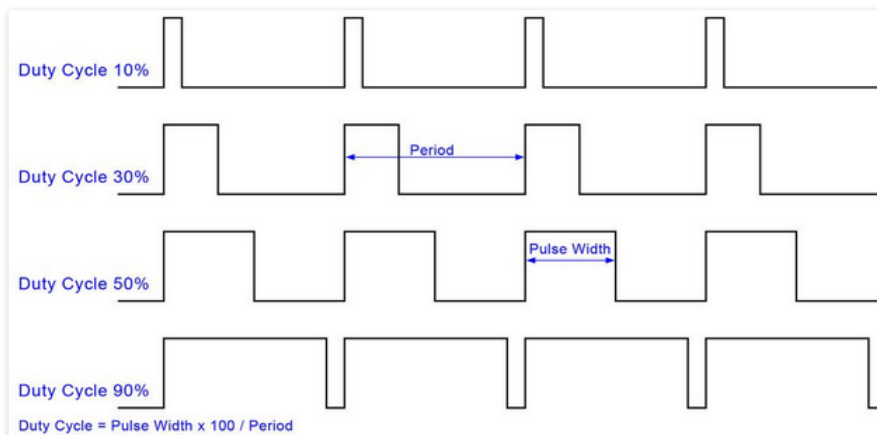 Duty Cycle 10%
Period
Duty Cycle 30%
Pulse Width
Duty Cycle 50%
Duty Cycle 90%
Duty Cycle = Pulse Width x 100 / Period